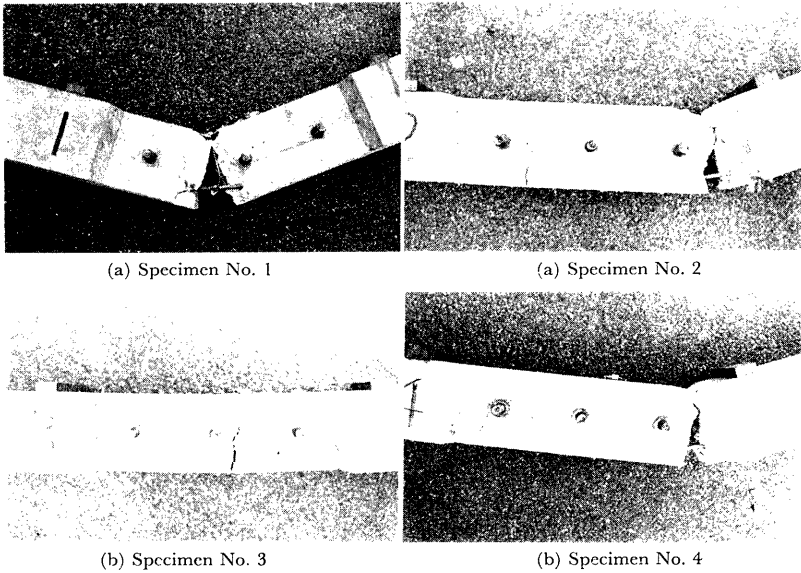 (a) Specimen No. 1
(a) Specimen No. 2
(b) Specimen No. 3
(b) Specimen No. 4